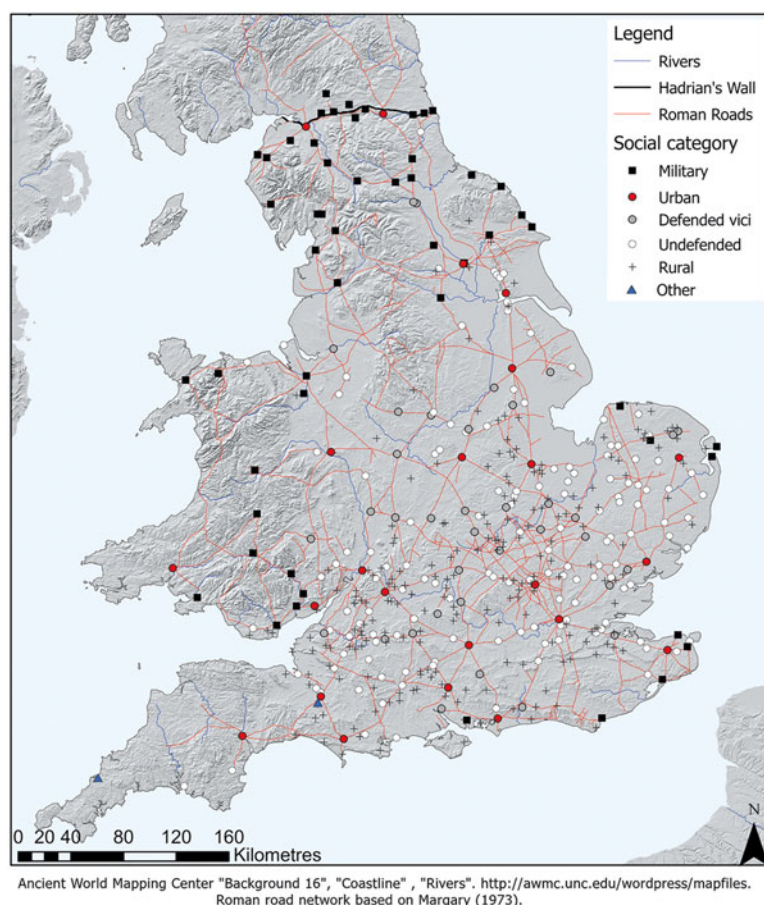 Legend
Rivers
Hadrian's Wall
Roman Roads
Social category
Military
Urban
Defended vici
Undefended
Rural
Other
N
0 20 40 80 120 160
Kilometres
Ancient World Mapping Center "Background 16", "Coastline" , "Rivers". http://awmc.unc.edu/wordpress/mapfiles.
Roman road network based on Margary (1973).